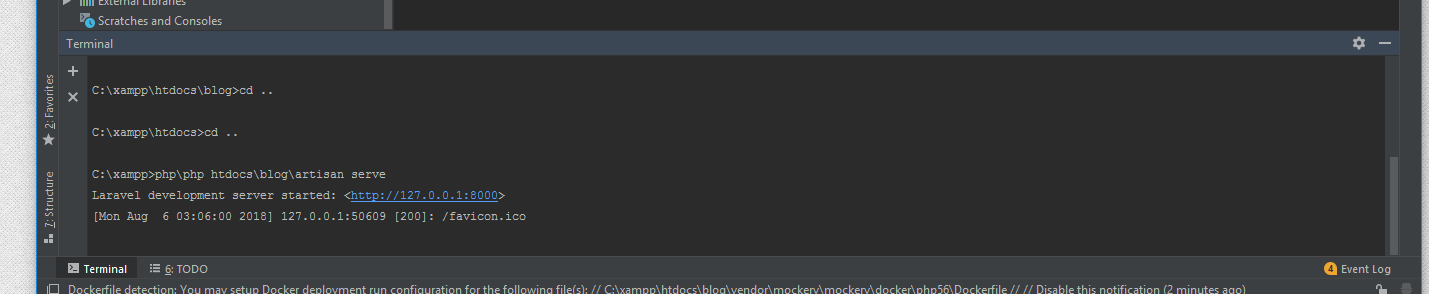 External Libraries
Scratches and Consoles
Terminal
2: Favorites
7: Structure
C:\xampp\htdocs\blog>cd ..
C:\xampp\htdocs>cd ..
C:\xampp>php\php htdocs\blog\artisan serve
Laravel development server started: <http://127.0.0.1:8000>
[Mon Aug  6 03:06:00 2018] 127.0.0.1:50609 [200]: /favicon.ico
Terminal 6: TODO 4 Event Log
Dockerfile detection: You may setup Docker deployment run configuration for the following file(s): // C:\xampp\htdocs\blog\vendor\mockery\mockery\docker\php56\Dockerfile // // Disable this notification (2 minutes ago)